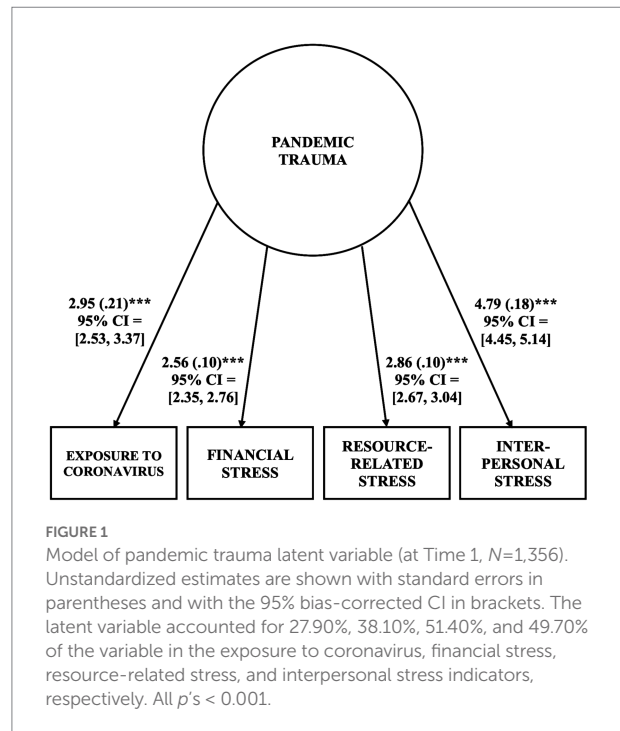 PANDEMIC
TRAUMA
2.95 (.21)***
95% CI =
[2.53, 3.37]
2.56 (.10)***
95% CI =
[2.35, 2.76]
2.86 (.10)***
95% CI =
[2.67, 3.04]
4.79 (.18)***
95% CI =
[4.45, 5.14]
EXPOSURE TO
CORONAVIRUS
FINANCIAL
STRESS
RESOURCE-
RELATED
STRESS
INTER-
PERSONAL
STRESS
FIGURE 1
Model of pandemic trauma latent variable (at Time 1, N=1,356).
Unstandardized estimates are shown with standard errors in
parentheses and with the 95% bias-corrected CI in brackets. The
latent variable accounted for 27.90%, 38.10%, 51.40%, and 49.70%
of the variable in the exposure to coronavirus, financial stress,
resource-related stress, and interpersonal stress indicators,
respectively. All p's < 0.001.